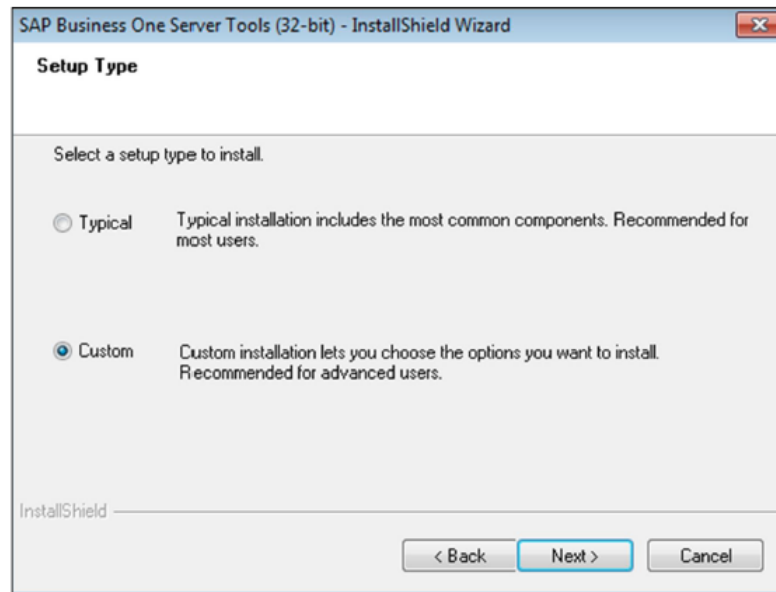 SAP Business One Server Tools (32-bit) - InstallShield Wizard
Setup Type
Select a setup type to install.
Typical
Typical installation includes the most common components. Recommended for
most users.
Custom
Custom installation lets you choose the options you want to install.
Recommended for advanced users.
InstallShield
< Back
Next >
Cancel